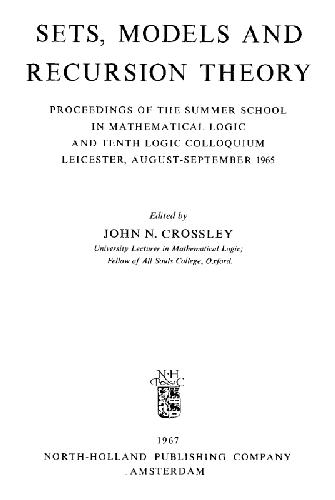 SETS, MODELS AND
RECURSION THEORY
PROCEEDINGS OF THE SUMMER SCHOOL
IN MATHEMATICAL LOGIC
AND TENTH LOGIC COLLOQUIUM
LEICESTER, AUGUST-SEPTEMBER 1965
Edited by
JOHN N. CROSSLEY
University Lecturer in Mathematical Logic;
Fellow of All Souls College, Oxford.
N·H
1967
NORTH-HOLLAND PUBLISHING COMPANY
AMSTERDAM